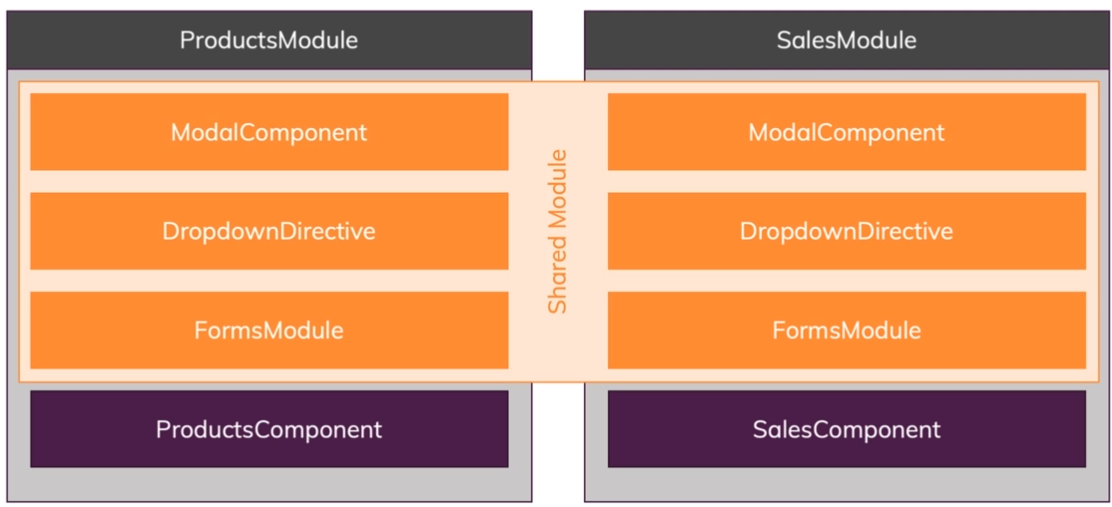 ProductsModule
SalesModule
ModalComponent
ModalComponent
DropdownDirective
Shared Module
DropdownDirective
FormsModule
FormsModule
ProductsComponent
SalesComponent